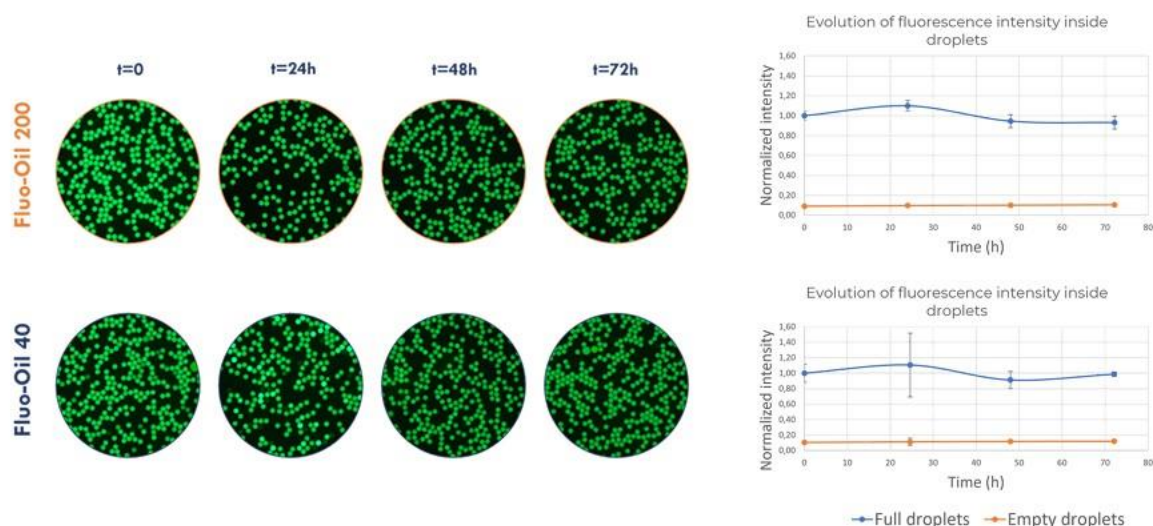 t=0
t=24h
t=48h
t=72h
Fluo-Oil 200
Fluo-Oil 40
Evolution of fluorescence intensity inside
droplets
Normalized intensity
1,60
1,40
1,20
1,00
0,80
0,60
0,40
0,20
0,00
0 10 20 30 40 50 60 70 80
Time (h)
Evolution of fluorescence intensity inside
droplets
Normalized intensity
1,60
1,40
1,20
1,00
0,80
0,60
0,40
0,20
0,00
0 10 20 30 40 50 60 70 80
Time (h)
Full droplets Empty droplets